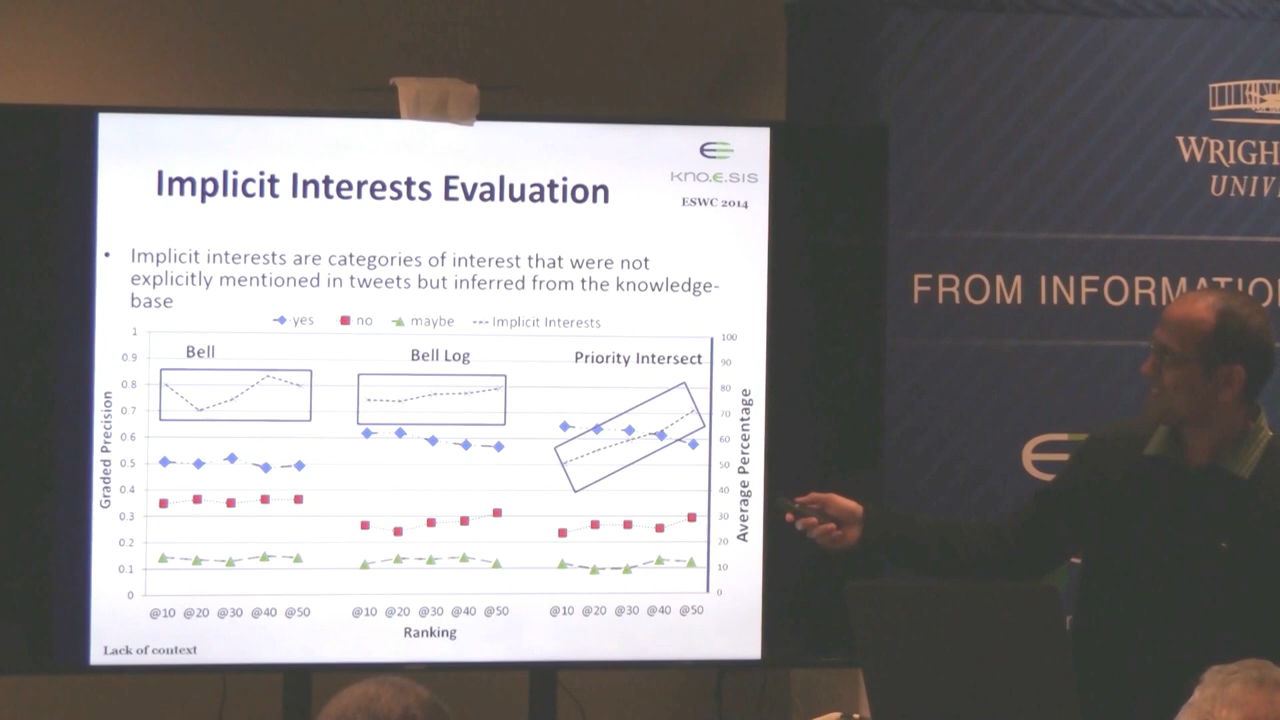 WRIGH
UNIV
FROM INFORMATIO
Implicit Interests Evaluation
kno.e.sis
ESWC 2014
• Implicit interests are categories of interest that were not
explicitly mentioned in tweets but inferred from the knowledge-
base
yes no maybe Implicit Interests
Bell Bell Log Priority Intersect
Graded Precision
1
0.9
0.8
0.7
0.6
0.5
0.4
0.3
0.2
0.1
0
100
90
80
70
60
50
40
30
20
10
0
Average Percentage
@10 @20 @30 @40 @50 @10 @20 @30 @40 @50 @10 @20 @30 @40 @50
Ranking
Lack of context